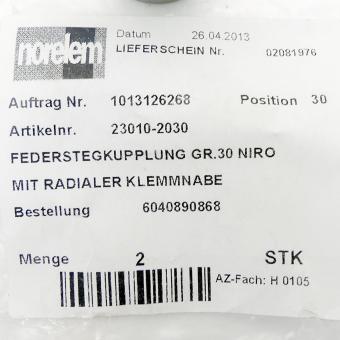 norelem
Datum 26.04.2013
LIEFERSCHEIN Nr. 02081976
Auftrag Nr. 1013126268 Position 30
Artikelnr. 23010-2030
FEDERSTEGKUPPLUNG GR.30 NIRO
MIT RADIALER KLEMMNABE
Bestellung 6040890868
Menge 2 STK
AZ-Fach: H 0105